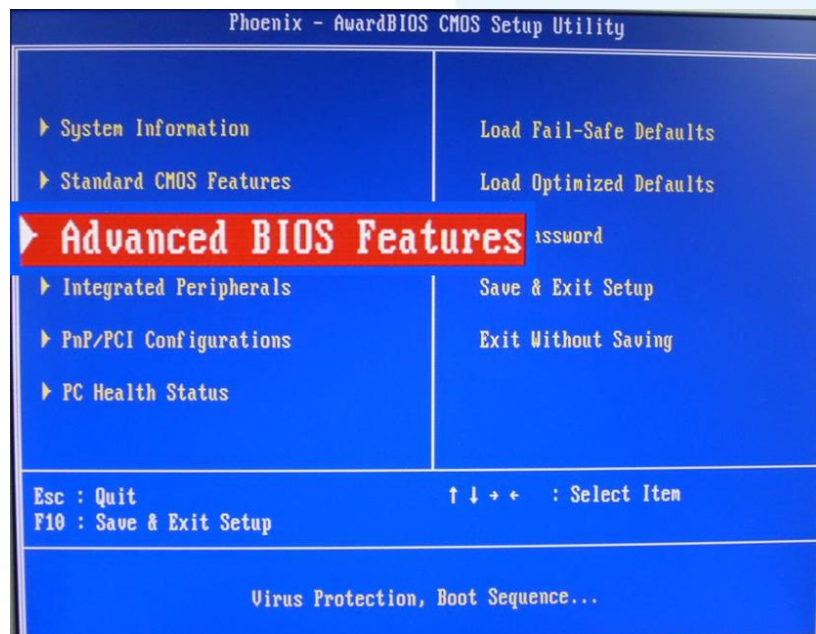 Phoenix - AwardBIOS CMOS Setup Utility
System Information
Standard CMOS Features
Advanced BIOS Features
Integrated Peripherals
PnP/PCI Configurations
PC Health Status
Load Fail-Safe Defaults
Load Optimized Defaults
assword
Save & Exit Setup
Exit Without Saving
Esc : Quit
F10 : Save & Exit Setup
↑ ↓ → ← : Select Item
Virus Protection, Boot Sequence...